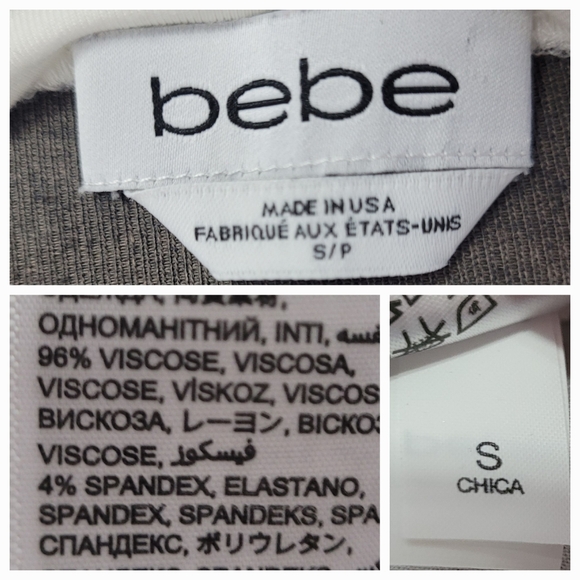 bebe
MADE IN USA
FABRIQUÉ AUX ÉTATS-UNIS
S/P
ОДНОМАНІТНИЙ, INTI,
96% VISCOSE, VISCOSA,
VISCOSE, VİSKOZ, VISCOS
ВИСКОЗА, レーヨン, ВІСКО
VISCOSE, فيسكوز
4% SPANDEX, ELASTANO,
SPANDEX, SPANDEKS, SPA
СПАНДЕКС, ポリウレタン,
S
CHICA